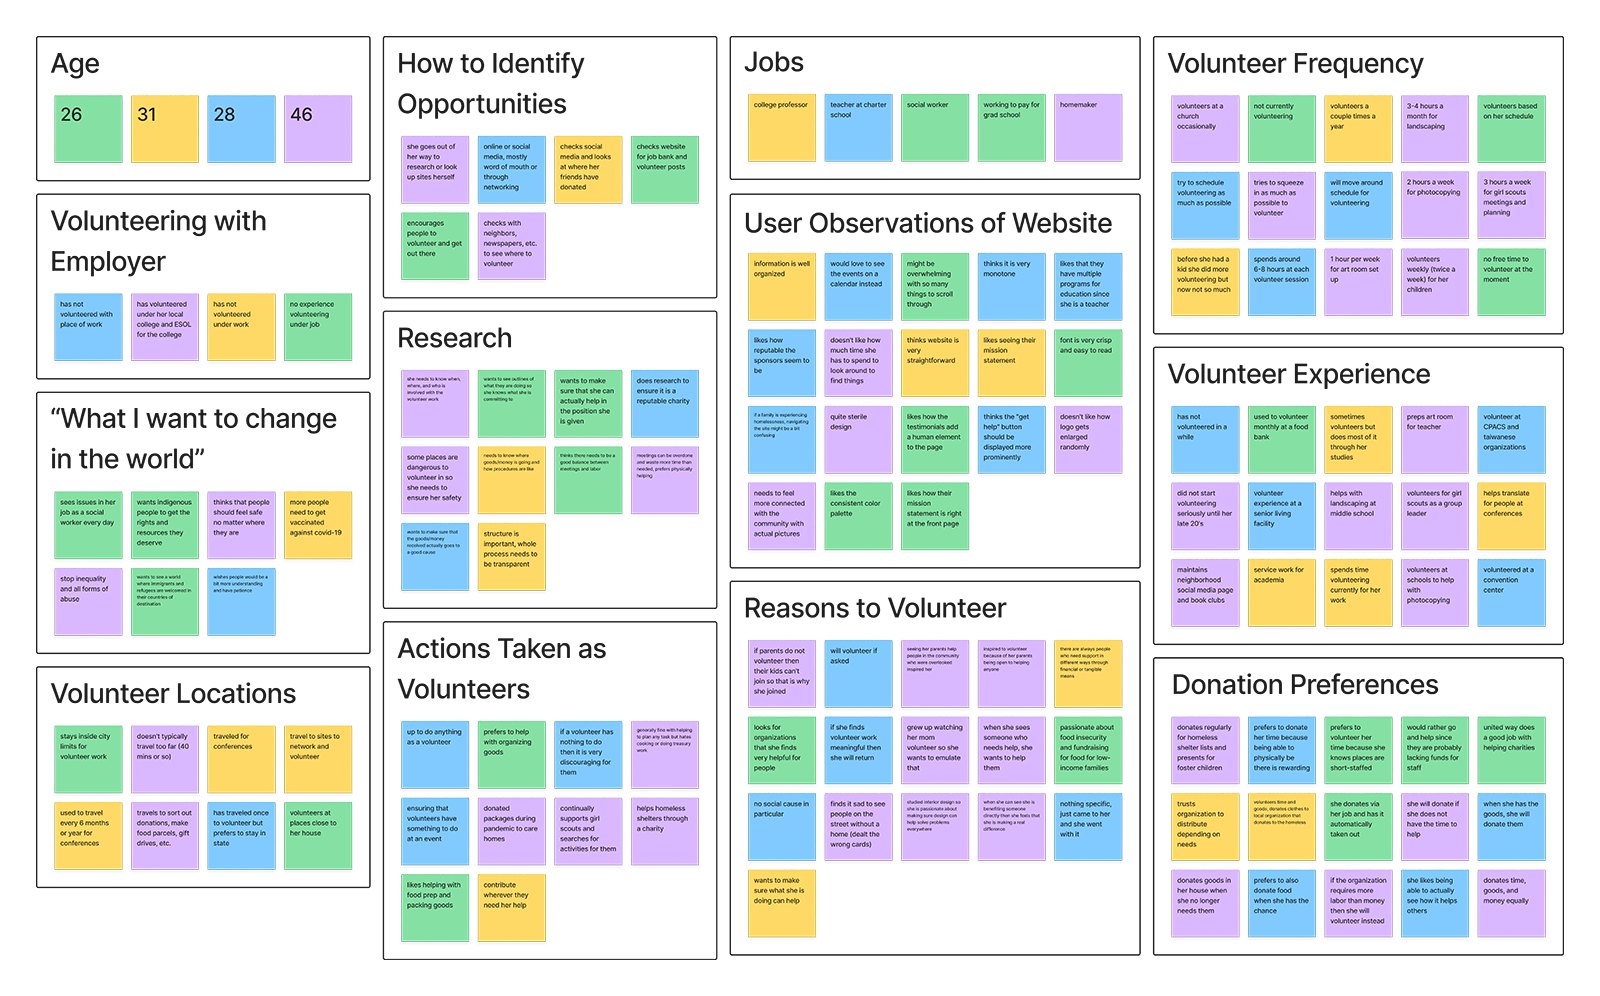 Age
26
31
28
46
Volunteering with
Employer
has not
volunteered with
place of work
has volunteered
under her local
college and ESOL
for the college
has not
volunteered
under work
no experience
volunteering
under job
“What I want to change
in the world”
sees issues in her
job as a social
worker every day
wants indigenous
people to get the
rights and
resources they
deserve
thinks that people
should feel safe
no matter where
they are
more people
need to get
vaccinated
against covid-19
stop inequality
and all forms of
abuse
wants to see a world
where immigrants and
refugees are welcomed in
their countries of
destination
wishes people would be a
bit more understanding
and have patience
Volunteer Locations
stays inside city
limits for
volunteer work
doesn't typically
travel too far (40
mins or so)
traveled for
conferences
travel to sites to
network and
volunteer
used to travel
every 6 months
or year for
conferences
travels to sort out
donations, make
food parcels, gift
drives, etc.
has traveled once
to volunteer but
prefers to stay in
state
volunteers at
places close to
her house
How to Identify
Opportunities
she goes out of
her way to
research or look
up sites herself
online or social
media, mostly
word of mouth or
through
networking
checks social
media and looks
at where her
friends have
donated
checks website
for job bank and
volunteer posts
encourages
people to
volunteer and get
out there
checks with
neighbors,
newspapers, etc.
to see where to
volunteer
Research
she needs to know when,
where, and who is
involved with the
volunteer work
wants to see outlines of
what they are doing so
she knows what she is
committing to
wants to make
sure that she can
actually help in
the position she
is given
does research to
ensure it is a
reputable charity
some places are
dangerous to
volunteer in so
she needs to
ensure her safety
needs to know where
goods/money is going and
how procedures are like
thinks there needs to be a
good balance between
meetings and labor
meetings can be overdone
and waste more time than
needed, prefers physically
helping
wants to make sure that
the goods/money
received actually goes to
a good cause
structure is
important, whole
process needs to
be transparent
Actions Taken as
Volunteers
up to do anything
as a volunteer
prefers to help
with organizing
goods
if a volunteer has
nothing to do
then it is very
discouraging for
them
generally fine with helping
to plan any task but hates
cooking or doing treasury
work
ensuring that
volunteers have
something to do
at an event
donated
packages during
pandemic to care
homes
continually
supports girl
scouts and
searches for
activities for them
helps homeless
shelters through
a charity
likes helping with
food prep and
packing goods
contribute
wherever they
need her help
Jobs
college professor
teacher at charter
school
social worker
working to pay for
grad school
homemaker
User Observations of Website
information is well
organized
would love to see
the events on a
calendar instead
might be
overwhelming
with so many
things to scroll
through
thinks it is very
monotone
likes that they
have multiple
programs for
education since
she is a teacher
likes how
reputable the
sponsors seem to
be
doesn't like how
much time she
has to spend to
look around to
find things
thinks website is
very
straightforward
likes seeing their
mission
statement
font is very crisp
and easy to read
if a family is experiencing
homelessness, navigating
the site might be a bit
confusing
quite sterile
design
likes how the
testimonials add
a human element
to the page
thinks the "get
help" button
should be
displayed more
prominently
doesn't like how
logo gets
enlarged
randomly
needs to feel
more connected
with the
community with
actual pictures
likes the
consistent color
palette
likes how their
mission
statement is right
at the front page
Reasons to Volunteer
if parents do not
volunteer then
their kids can't
join so that is why
she joined
will volunteer if
asked
seeing her parents help
people in the community
who were overlooked
inspired her
inspired to volunteer
because of her parents
being open to helping
anyone
there are always people
who need support in
different ways through
financial or tangible
means
looks for
organizations
that she finds
very helpful for
people
if she finds
volunteer work
meaningful then
she will return
grew up watching
her mom
volunteer so she
wants to emulate
that
when she sees
someone who
needs help, she
wants to help
them
passionate about
food insecurity
and fundraising
for food for low-
income families
no social cause in
particular
finds it sad to see
people on the
street without a
home (dealt the
wrong cards)
studied interior design so
she is passionate about
making sure design can
help solve problems
everywhere
when she can see she is
benefiting someone
directly then she feels that
she is making a real
difference
nothing specific,
just came to her
and she went
with it
wants to make
sure what she is
doing can help
Volunteer Frequency
volunteers at a
church
occasionally
not currently
volunteering
volunteers a
couple times a
year
3-4 hours a
month for
landscaping
volunteers based
on her schedule
try to schedule
volunteering as
much as possible
tries to squeeze
in as much as
possible to
volunteer
will move around
schedule for
volunteering
2 hours a week
for photocopying
3 hours a week
for girl scouts
meetings and
planning
before she had a
kid she did more
volunteering but
now not so much
spends around
6-8 hours at each
volunteer session
1 hour per week
for art room set
up
volunteers
weekly (twice a
week) for her
children
no free time to
volunteer at the
moment
Volunteer Experience
has not
volunteered in a
while
used to volunteer
monthly at a food
bank
sometimes
volunteers but
does most of it
through her
studies
preps art room
for teacher
volunteer at
CPACS and
taiwanese
organizations
did not start
volunteering
seriously until her
late 20's
volunteer
experience at a
senior living
facility
helps with
landscaping at
middle school
volunteers for girl
scouts as a group
leader
helps translate
for people at
conferences
maintains
neighborhood
social media page
and book clubs
service work for
academia
spends time
volunteering
currently for her
work
volunteers at
schools to help
with
photocopying
volunteered at a
convention
center
Donation Preferences
donates regularly
for homeless
shelter lists and
presents for
foster children
prefers to donate
her time because
being able to
physically be
there is rewarding
prefers to
volunteer her
time because she
knows places are
short-staffed
would rather go
and help since
they are probably
lacking funds for
staff
united way does
a good job with
helping charities
trusts
organization to
distribute
depending on
needs
volunteers time and
goods, donates clothes to
local organization that
donates to the homeless
she donates via
her job and has it
automatically
taken out
she will donate if
she does not
have the time to
help
when she has the
goods, she will
donate them
donates goods in
her house when
she no longer
needs them
prefers to also
donate food
when she has the
chance
if the organization
requires more
labor than money
then she will
volunteer instead
she likes being
able to actually
see how it helps
others
donates time,
goods, and
money equally